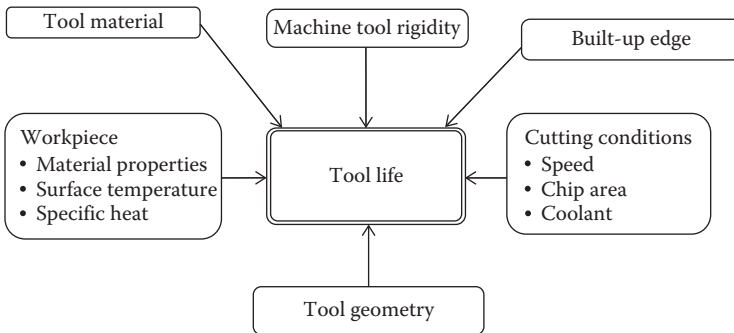 Tool material
Machine tool rigidity
Built-up edge
Workpiece
• Material properties
• Surface temperature
• Specific heat
Tool life
Cutting conditions
• Speed
• Chip area
• Coolant
Tool geometry